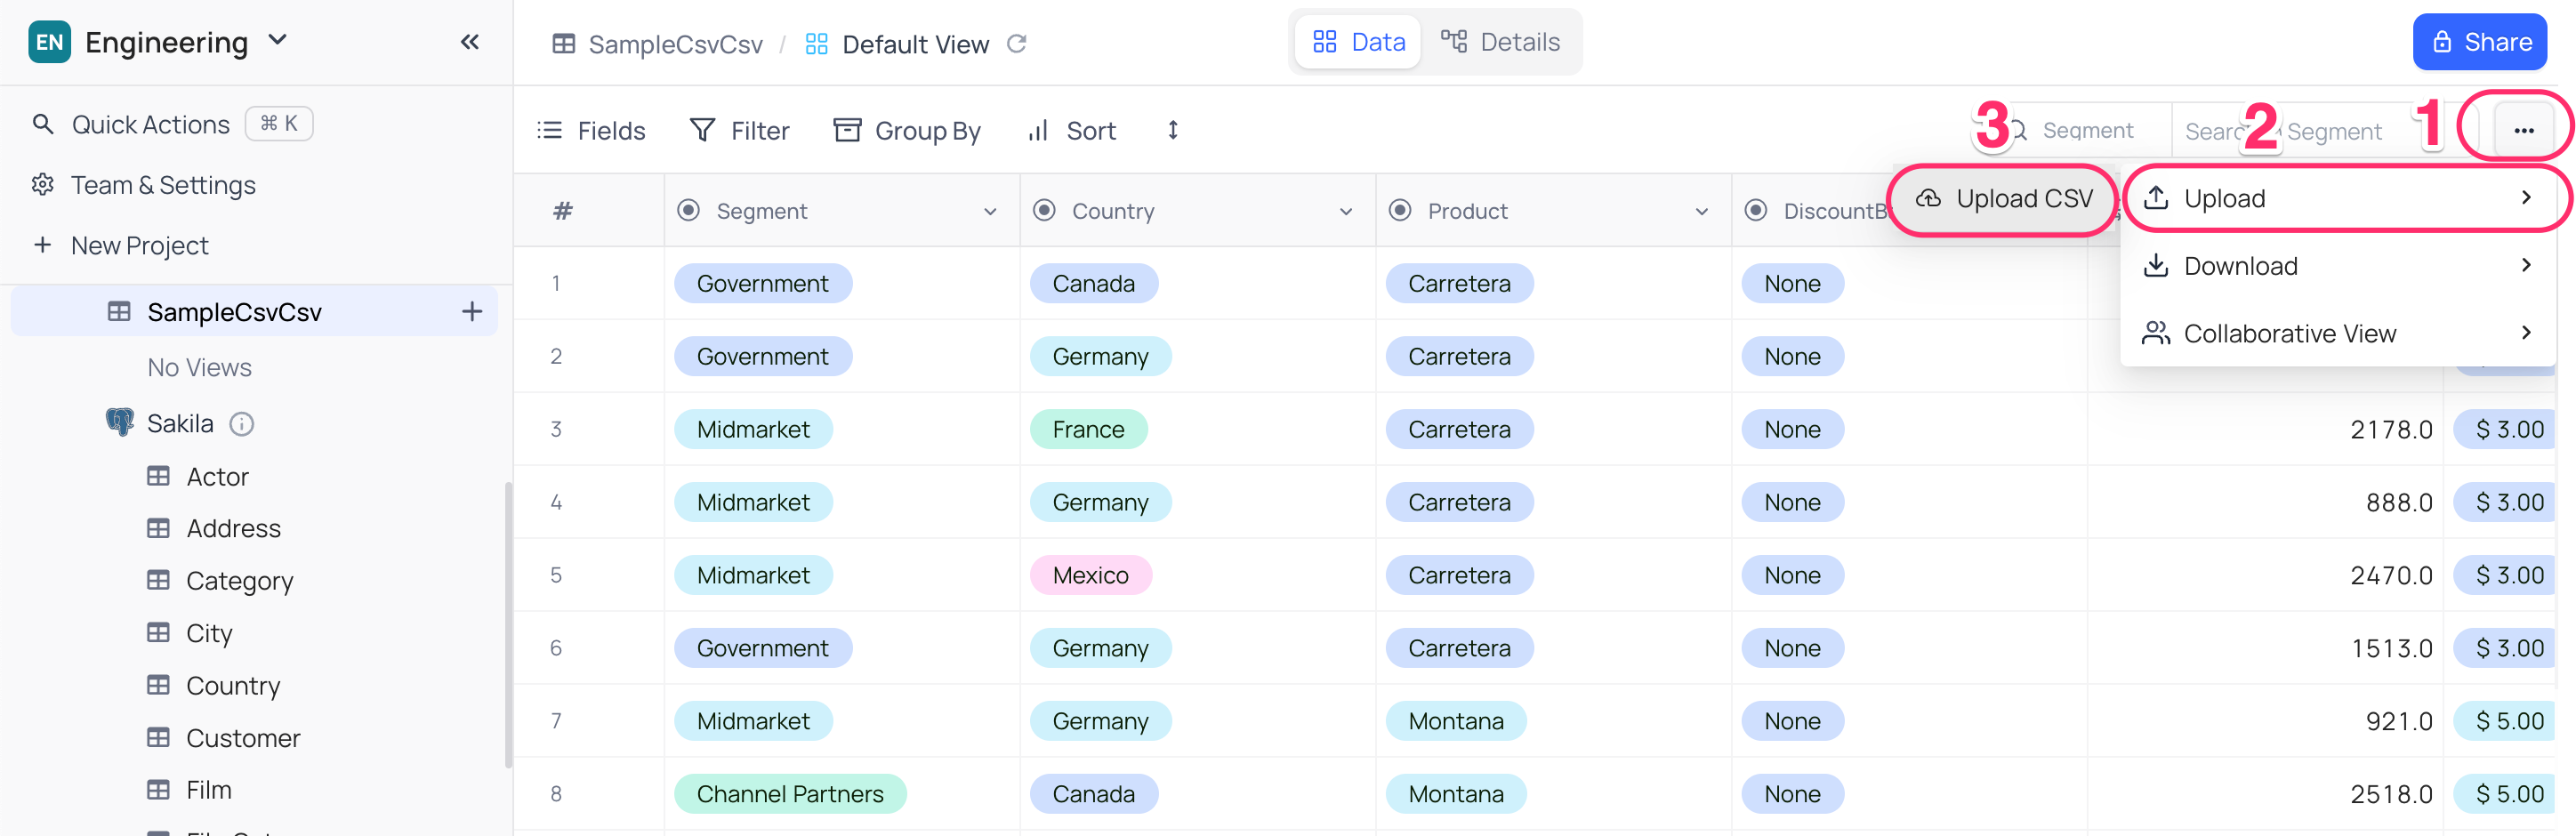 EN Engineering
SampleCsvCsv / Default View
Data Details
Share
Quick Actions ⌘ K
Team & Settings
+ New Project
SampleCsvCsv +
No Views
Sakila
Actor
Address
Category
City
Country
Customer
Film
Fields Filter Group By Sort
3 Segment 2 Segment 1 ...
Upload CSV
Upload
Download
Collaborative View
# Segment Country Product
1 Government Canada Carretera None
2 Government Germany Carretera None
3 Midmarket France Carretera None 2178.0 $ 3.00
4 Midmarket Germany Carretera None 888.0 $ 3.00
5 Midmarket Mexico Carretera None 2470.0 $ 3.00
6 Government Germany Carretera None 1513.0 $ 3.00
7 Midmarket Germany Montana None 921.0 $ 5.00
8 Channel Partners Canada Montana None 2518.0 $ 5.00